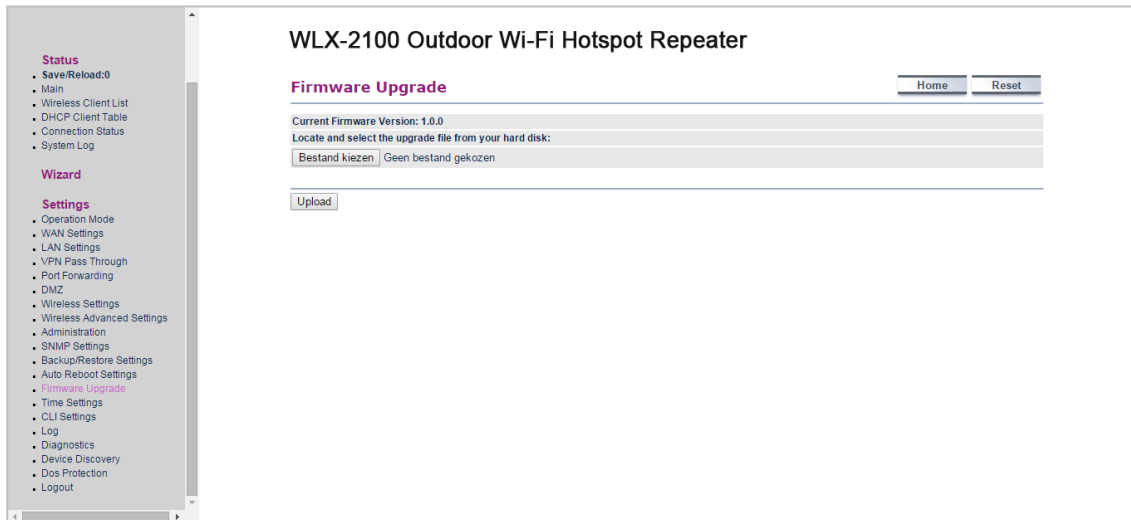 Status
Save/Reload:0
Main
Wireless Client List
DHCP Client Table
Connection Status
System Log
Wizard
Settings
Operation Mode
WAN Settings
LAN Settings
VPN Pass Through
Port Forwarding
DMZ
Wireless Settings
Wireless Advanced Settings
Administration
SNMP Settings
Backup/Restore Settings
Auto Reboot Settings
Firmware Upgrade
Time Settings
CLI Settings
Log
Diagnostics
Device Discovery
Dos Protection
Logout
WLX-2100 Outdoor Wi-Fi Hotspot Repeater
Firmware Upgrade Home Reset
Current Firmware Version: 1.0.0
Locate and select the upgrade file from your hard disk:
Bestand kiezen Geen bestand gekozen
Upload